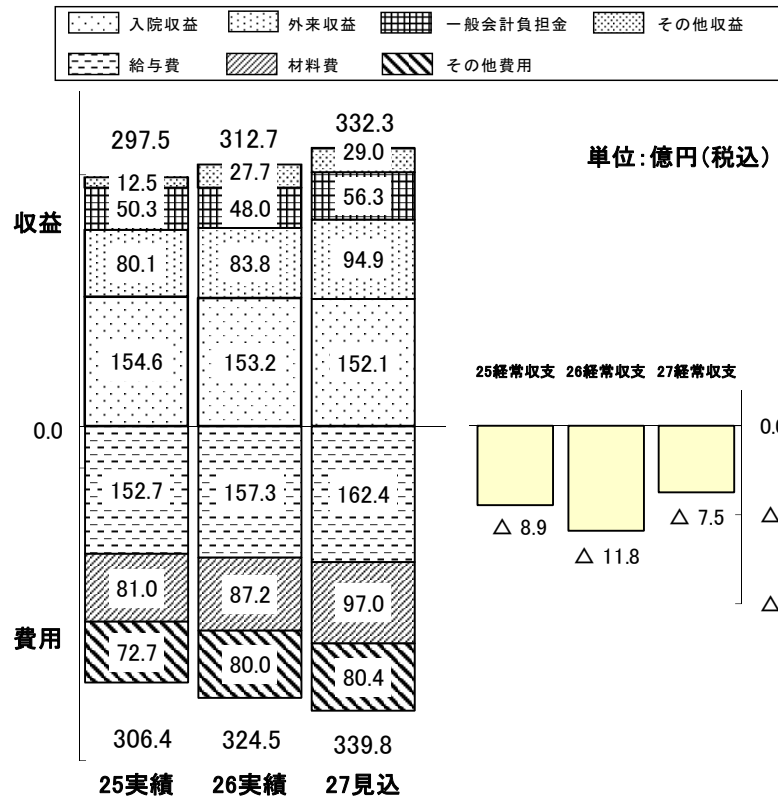 入院収益 外来収益 一般会計負担金 その他収益
給与費 材料費 その他費用
単位：億円（税込）
297.5 312.7 332.3
12.5 27.7 29.0
50.3 48.0 56.3
収益
80.1 83.8 94.9
154.6 153.2 152.1
0.0
152.7 157.3 162.4
81.0 87.2 97.0
費用
72.7 80.0 80.4
306.4 324.5 339.8
25実績 26実績 27見込
25経常収支 26経常収支 27経常収支
0.0
△ 8.9 △ 11.8 △ 7.5
△
△